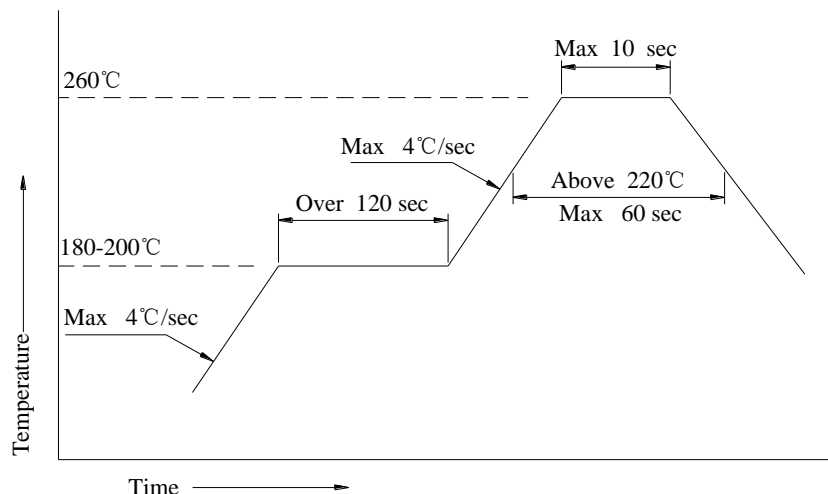 Max 10 sec
260℃
Max 4℃/sec
Above 220℃
Max 60 sec
Over 120 sec
180-200℃
Max 4℃/sec
Temperature
Time